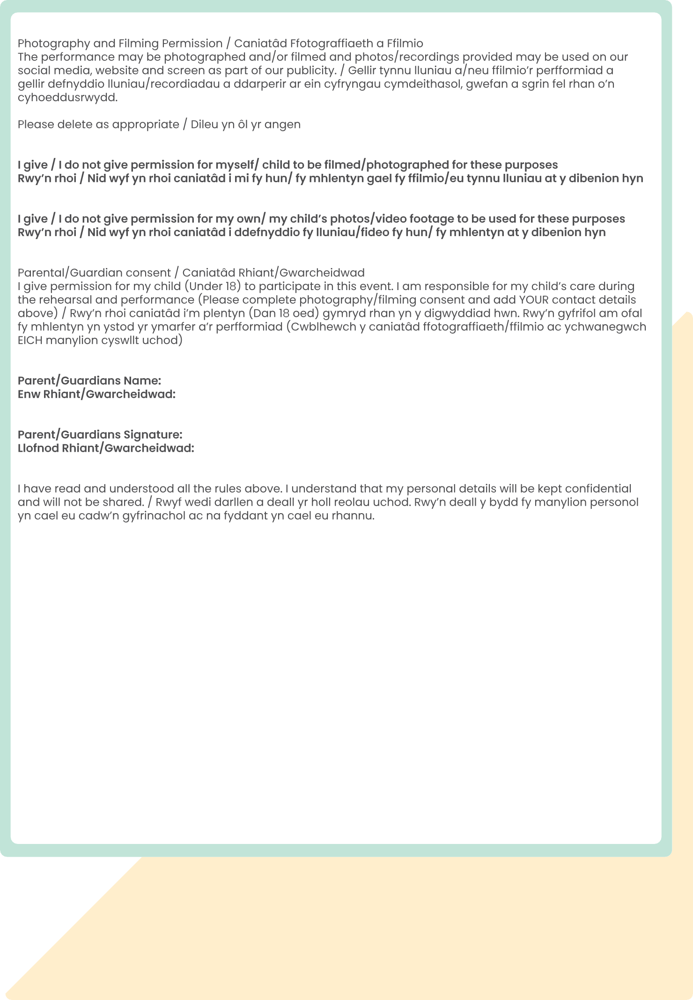 Photography and Filming Permission / Caniatâd Ffotograffiaeth a Ffilmio
The performance may be photographed and/or filmed and photos/recordings provided may be used on our
social media, website and screen as part of our publicity. / Gellir tynnu lluniau a/neu ffilmio’r perfformiad a
gellir defnyddio lluniau/recordiadau a ddarperir ar ein cyfryngau cymdeithasol, gwefan a sgrin fel rhan o’n
cyhoeddusrwydd.
Please delete as appropriate / Dileu yn ôl yr angen
I give / I do not give permission for myself/ child to be filmed/photographed for these purposes
Rwy’n rhoi / Nid wyf yn rhoi caniatâd i mi fy hun/ fy mhlentyn gael fy ffilmio/eu tynnu lluniau at y dibenion hyn
I give / I do not give permission for my own/ my child’s photos/video footage to be used for these purposes
Rwy’n rhoi / Nid wyf yn rhoi caniatâd i ddefnyddio fy lluniau/fideo fy hun/ fy mhlentyn at y dibenion hyn
Parental/Guardian consent / Caniatâd Rhiant/Gwarcheidwad
I give permission for my child (Under 18) to participate in this event. I am responsible for my child’s care during
the rehearsal and performance (Please complete photography/filming consent and add YOUR contact details
above) / Rwy’n rhoi caniatâd i’m plentyn (Dan 18 oed) gymryd rhan yn y digwyddiad hwn. Rwy’n gyfrifol am ofal
fy mhlentyn yn ystod yr ymarfer a’r perfformiad (Cwblhewch y caniatâd ffotograffiaeth/ffilmio ac ychwanegwch
EICH manylion cyswllt uchod)
Parent/Guardians Name:
Enw Rhiant/Gwarcheidwad:
Parent/Guardians Signature:
Llofnod Rhiant/Gwarcheidwad:
I have read and understood all the rules above. I understand that my personal details will be kept confidential
and will not be shared. / Rwyf wedi darllen a deall yr holl reolau uchod. Rwy’n deall y bydd fy manylion personol
yn cael eu cadw’n gyfrinachol ac na fyddant yn cael eu rhannu.